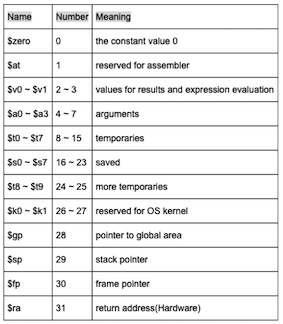 Name Number Meaning
$zero 0 the constant value 0
$at 1 reserved for assembler
$v0 ~ $v1 2 ~ 3 values for results and expression evaluation
$a0 ~ $a3 4 ~ 7 arguments
$t0 ~ $t7 8 ~ 15 temporaries
$s0 ~ $s7 16 ~ 23 saved
$t8 ~ $t9 24 ~ 25 more temporaries
$k0 ~ $k1 26 ~ 27 reserved for OS kernel
$gp 28 pointer to global area
$sp 29 stack pointer
$fp 30 frame pointer
$ra 31 return address(Hardware)